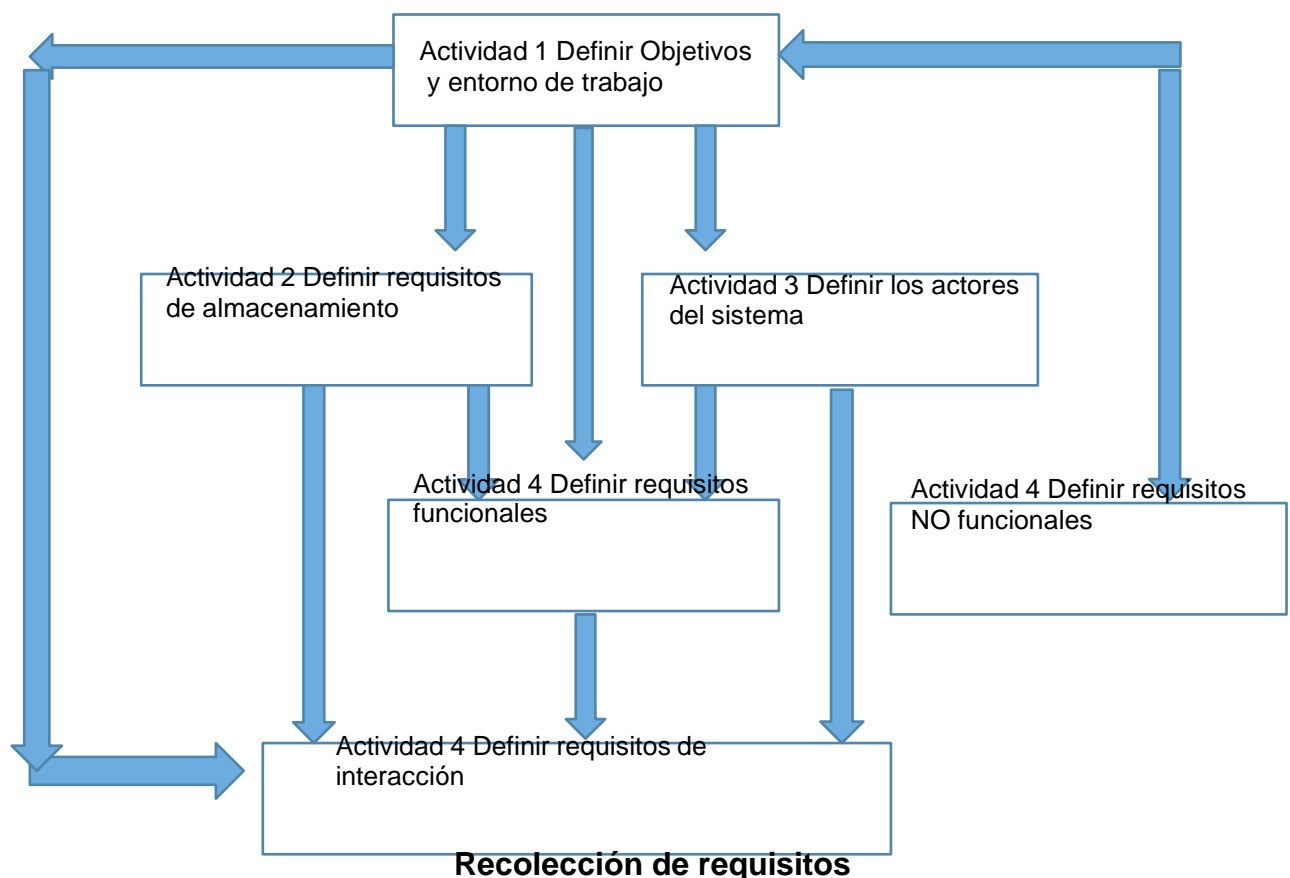 Actividad 1 Definir Objetivos
y entorno de trabajo
Actividad 2 Definir requisitos
de almacenamiento
Actividad 3 Definir los actores
del sistema
Actividad 4 Definir requisitos
funcionales
Actividad 4 Definir requisitos
NO funcionales
Actividad 4 Definir requisitos de
interacción
Recolección de requisitos